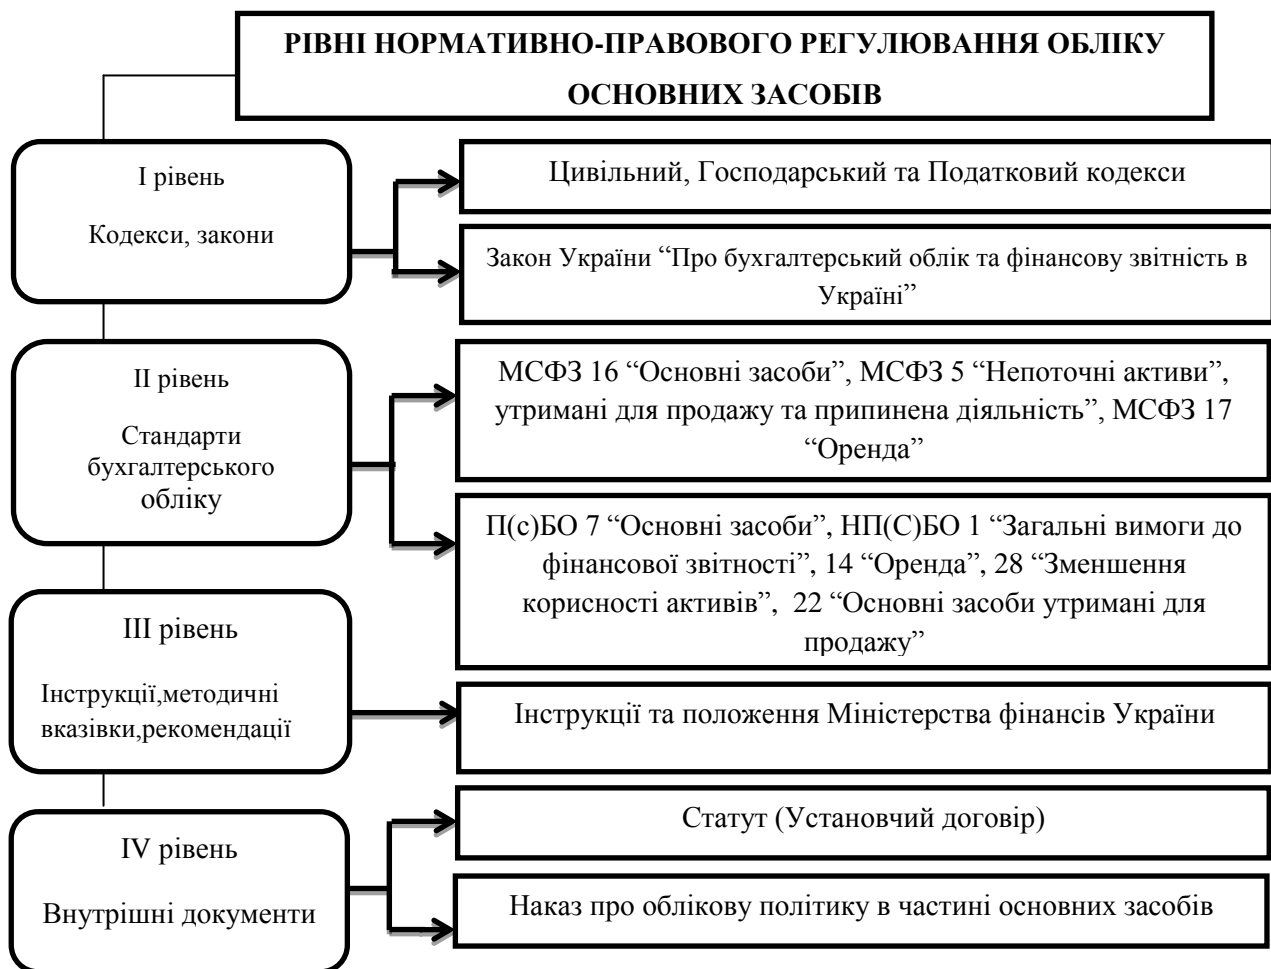 РІВНІ НОРМАТИВНО-ПРАВОВОГО РЕГУЛЮВАННЯ ОБЛІКУ
ОСНОВНИХ ЗАСОБІВ
І рівень
Кодекси, закони
Цивільний, Господарський та Податковий кодекси
Закон України “Про бухгалтерський облік та фінансову звітність в
Україні”
ІІ рівень
Стандарти
бухгалтерського
обліку
МСФЗ 16 “Основні засоби”, МСФЗ 5 “Непоточні активи”,
утримані для продажу та припинена діяльність”, МСФЗ 17
“Оренда”
П(с)БО 7 “Основні засоби”, НП(С)БО 1 “Загальні вимоги до
фінансової звітності”, 14 “Оренда”, 28 “Зменшення
корисності активів”, 22 “Основні засоби утримані для
продажу”
ІІІ рівень
Інструкції,методичні
вказівки,рекомендації
Інструкції та положення Міністерства фінансів України
IV рівень
Внутрішні документи
Статут (Установчий договір)
Наказ про облікову політику в частині основних засобів